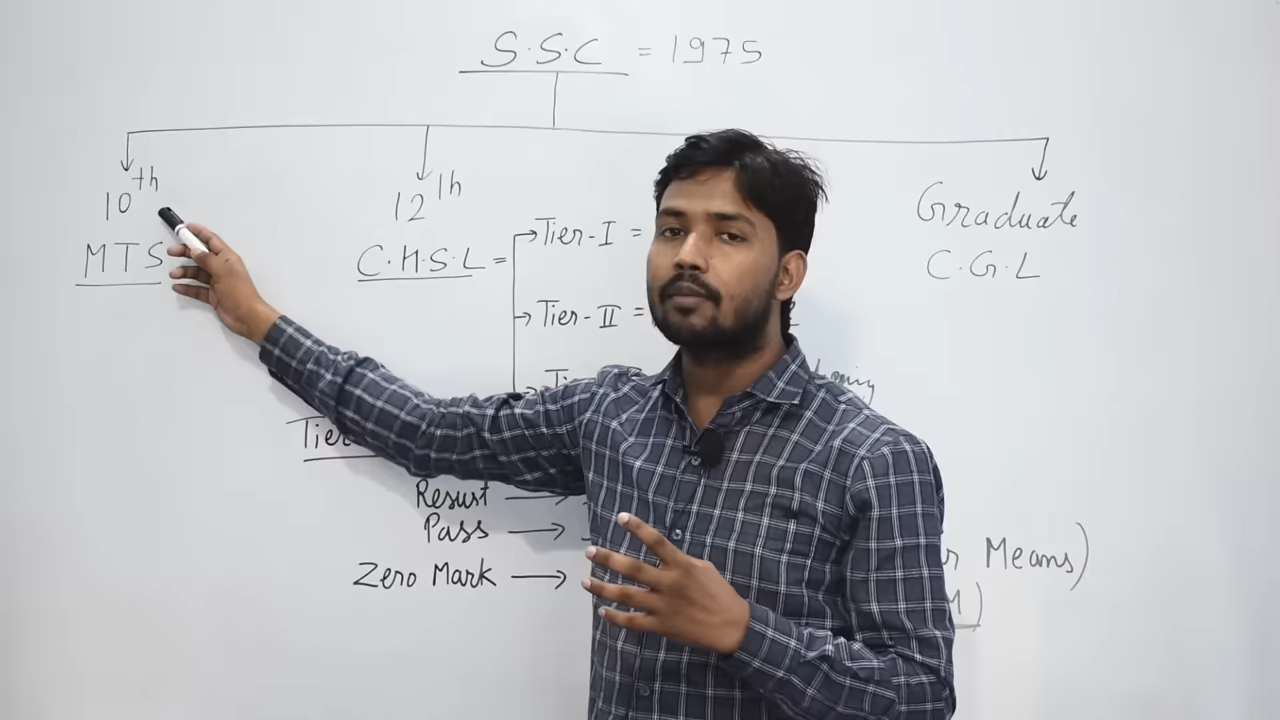 S.S.C = 1975
10th
12th
Graduate
MTS
C.H.S.L =
C.G.L
Tier-I =
Tier-II =
Resust
Pass
Zero Mark
Means)